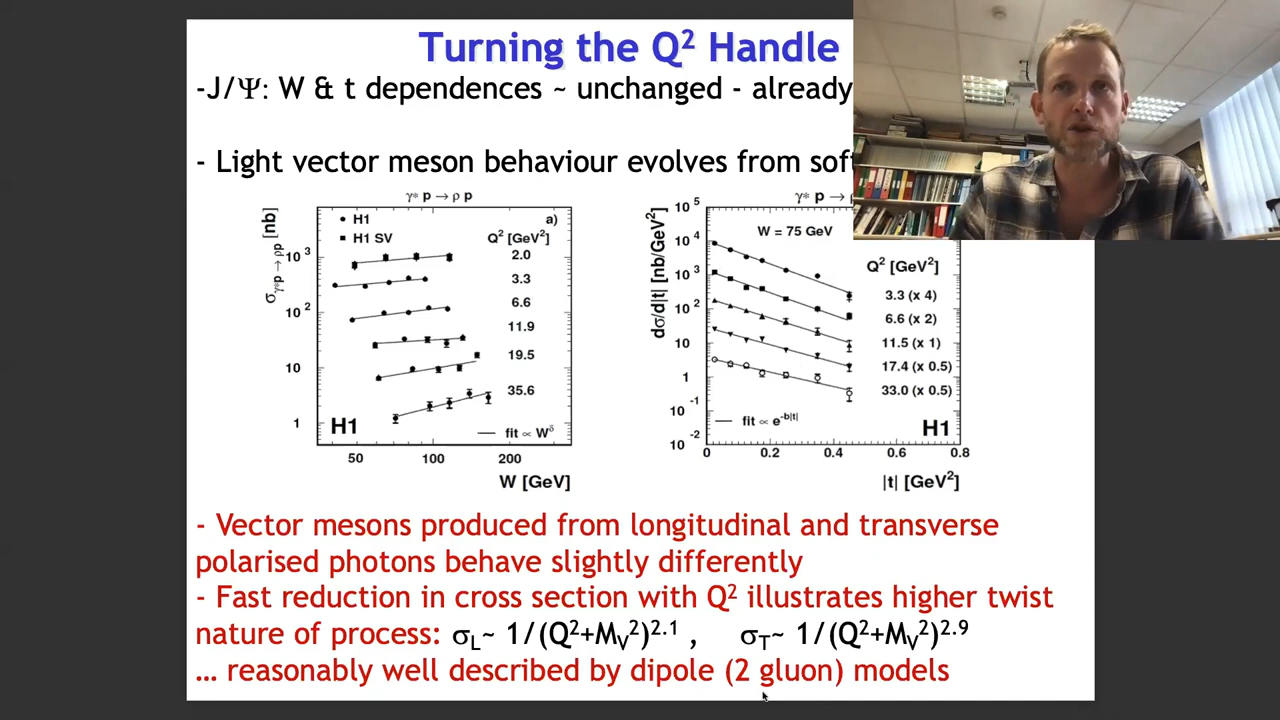 Turning the Q² Handle
-J/Ψ: W & t dependences ~ unchanged - already
- Light vector meson behaviour evolves from sof
γ* p → ρ p
H1
H1 SV
a)
Q² [GeV²]
2.0
3.3
6.6
11.9
19.5
35.6
σγ*p→ρp [nb]
10³
10²
10
1
H1
fit ∝ W^δ
50
100
200
W [GeV]
γ* p → ρ
W = 75 GeV
Q² [GeV²]
3.3 (x 4)
6.6 (x 2)
11.5 (x 1)
17.4 (x 0.5)
33.0 (x 0.5)
dσ/d|t| [nb/GeV²]
10⁵
10⁴
10³
10²
10
1
10⁻¹
10⁻²
fit ∝ e^-b|t|
H1
0
0.2
0.4
0.6
0.8
|t| [GeV²]
- Vector mesons produced from longitudinal and transverse
polarised photons behave slightly differently
- Fast reduction in cross section with Q² illustrates higher twist
nature of process: σL~ 1/(Q²+MV²)^2.1 , σT~ 1/(Q²+MV²)^2.9
… reasonably well described by dipole (2 gluon) models